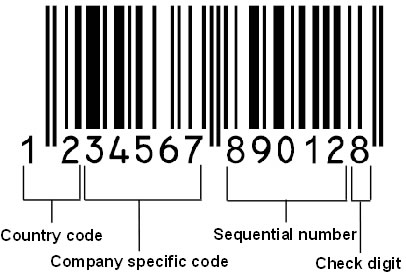 1 234567 890128
Country code
Company specific code
Sequential number
Check digit